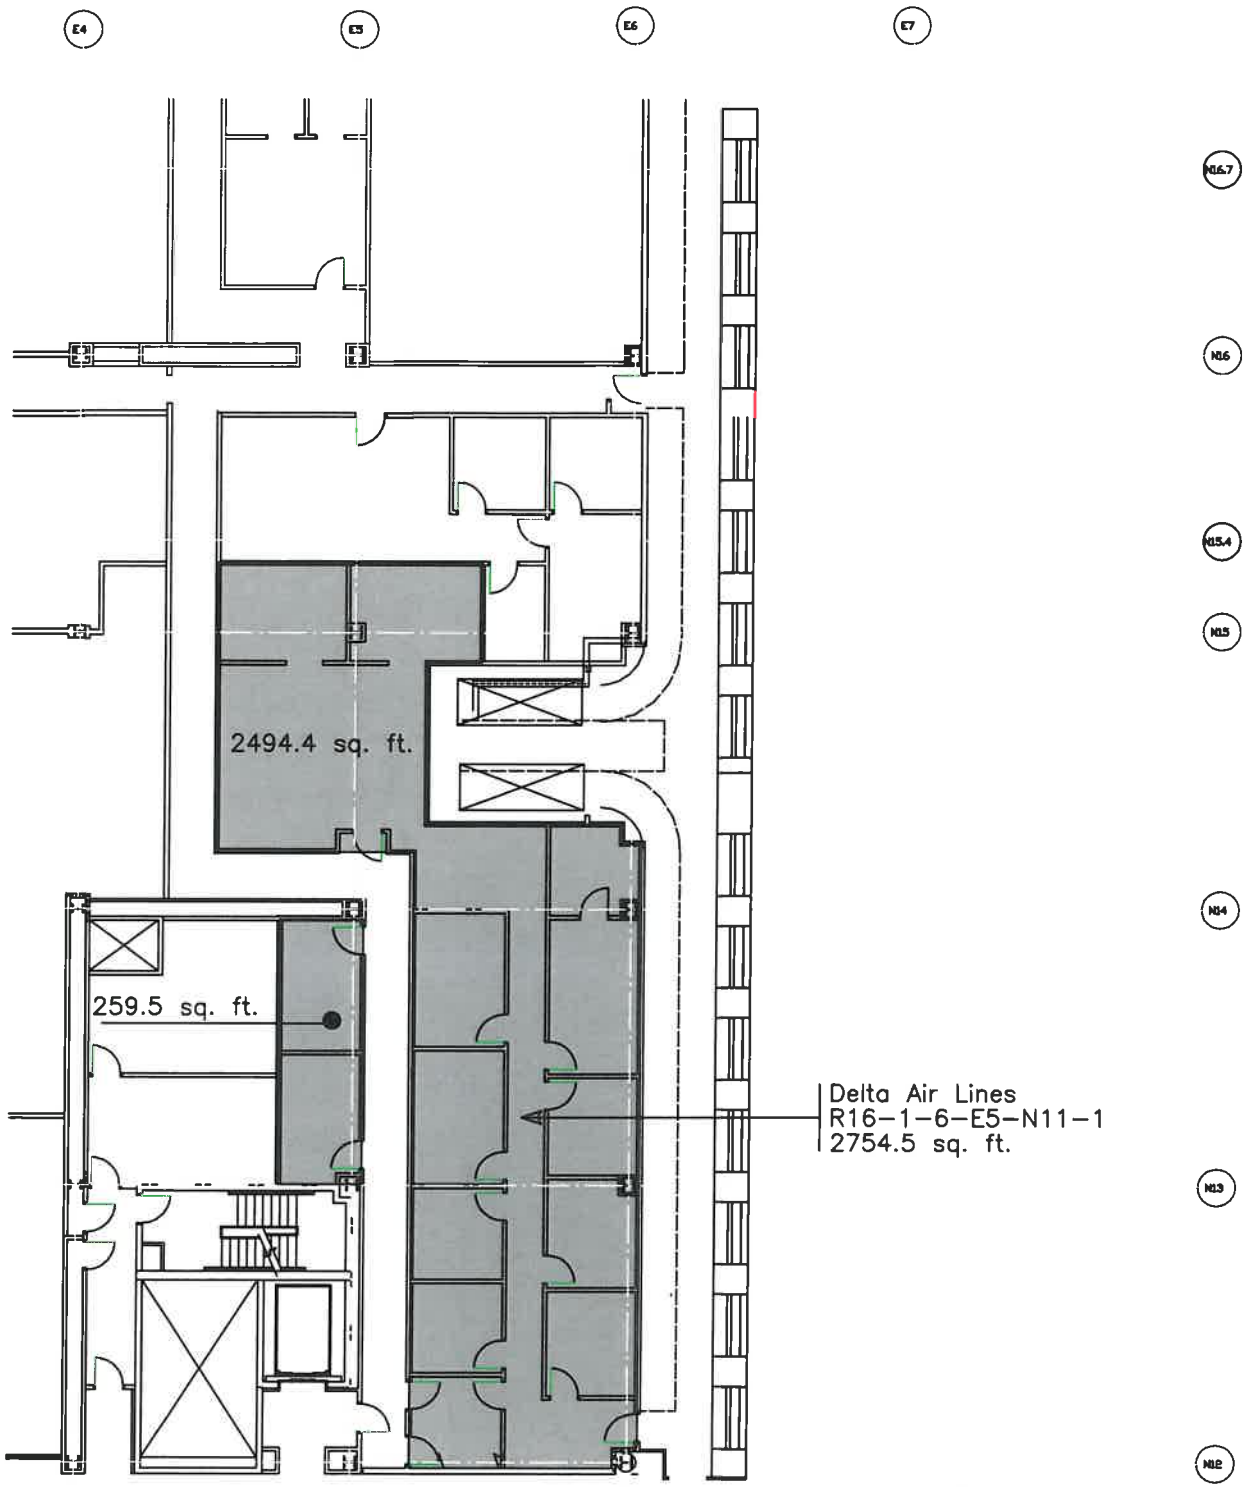 E4
E5
E6
E7
N16.7
N16
N15.4
N15
2494.4 sq. ft.
N14
259.5 sq. ft.
Delta Air Lines
R16-1-6-E5-N11-1
2754.5 sq. ft.
N13
N12